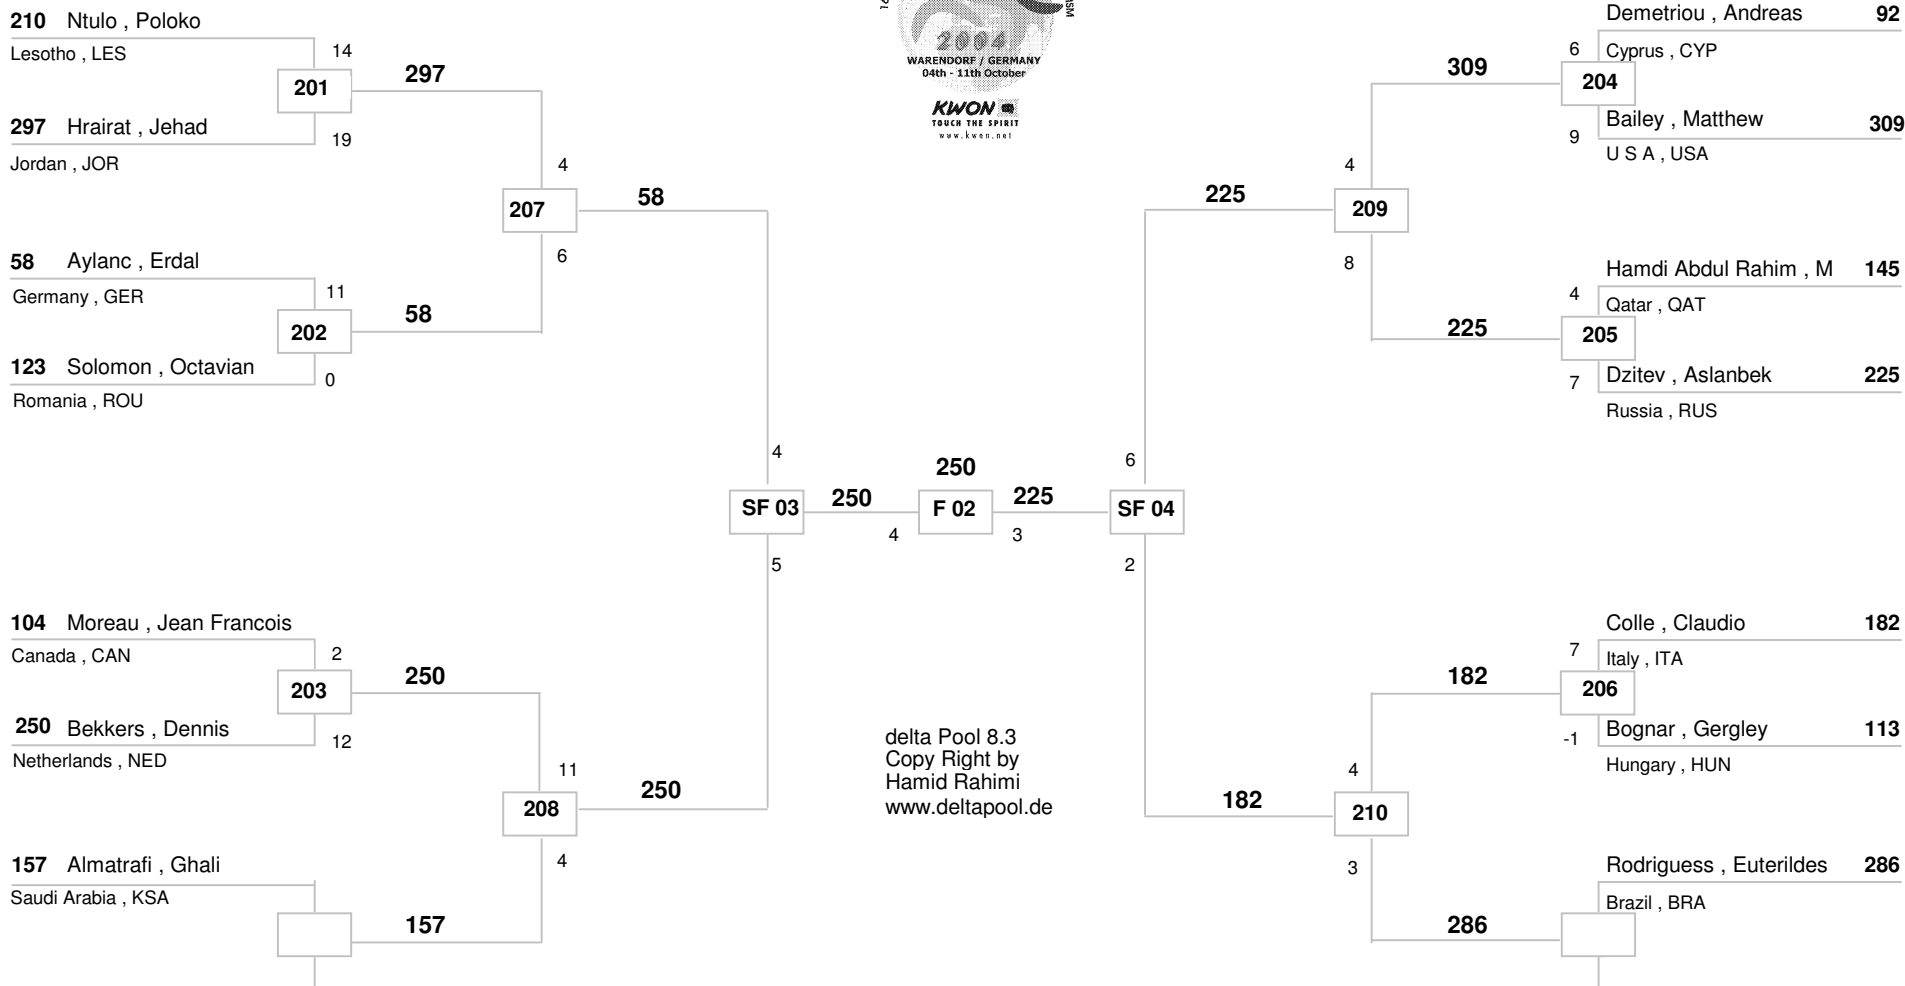 210 Ntulo , Poloko
Lesotho , LES
14
201
297
297 Hrairat , Jehad
19
Jordan , JOR
4
207
58
6
58 Aylanc , Erdal
Germany , GER
11
202
58
123 Solomon , Octavian
0
Romania , ROU
4
SF 03
250
5
4
250
F 02
225
3
104 Moreau , Jean Francois
Canada , CAN
2
203
250
250 Bekkers , Dennis
12
Netherlands , NED
11
208
250
4
157 Almatrafi , Ghali
Saudi Arabia , KSA
157
2004
WARENDORF / GERMANY
04th - 11th October
KWON
TOUCH THE SPIRIT
www.kwon.net
delta Pool 8.3
Copy Right by
Hamid Rahimi
www.deltapool.de
Demetriou , Andreas 92
6
Cyprus , CYP
309
204
Bailey , Matthew 309
9
U S A , USA
4
225
209
8
Hamdi Abdul Rahim , M 145
4
Qatar , QAT
225
205
Dzitev , Aslanbek 225
7
Russia , RUS
6
SF 04
2
Colle , Claudio 182
7
Italy , ITA
182
206
Bognar , Gergley 113
-1
Hungary , HUN
4
182
210
3
Rodriguess , Euterildes 286
Brazil , BRA
286